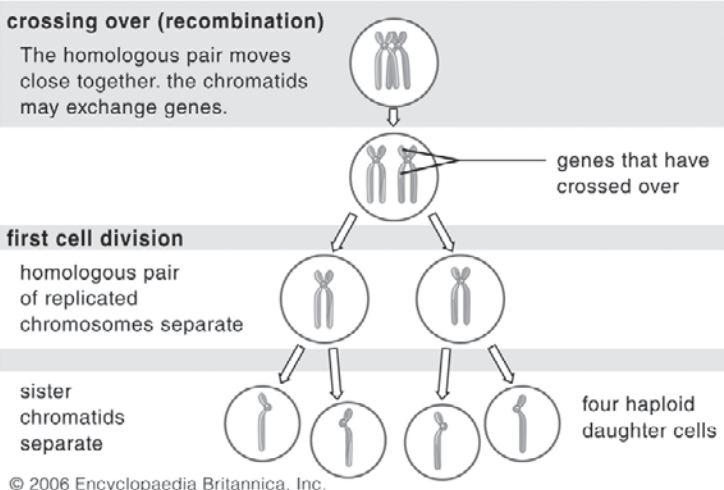 crossing over (recombination)
The homologous pair moves
close together. the chromatids
may exchange genes.
genes that have
crossed over
first cell division
homologous pair
of replicated
chromosomes separate
sister
chromatids
separate
four haploid
daughter cells
© 2006 Encyclopaedia Britannica, Inc.